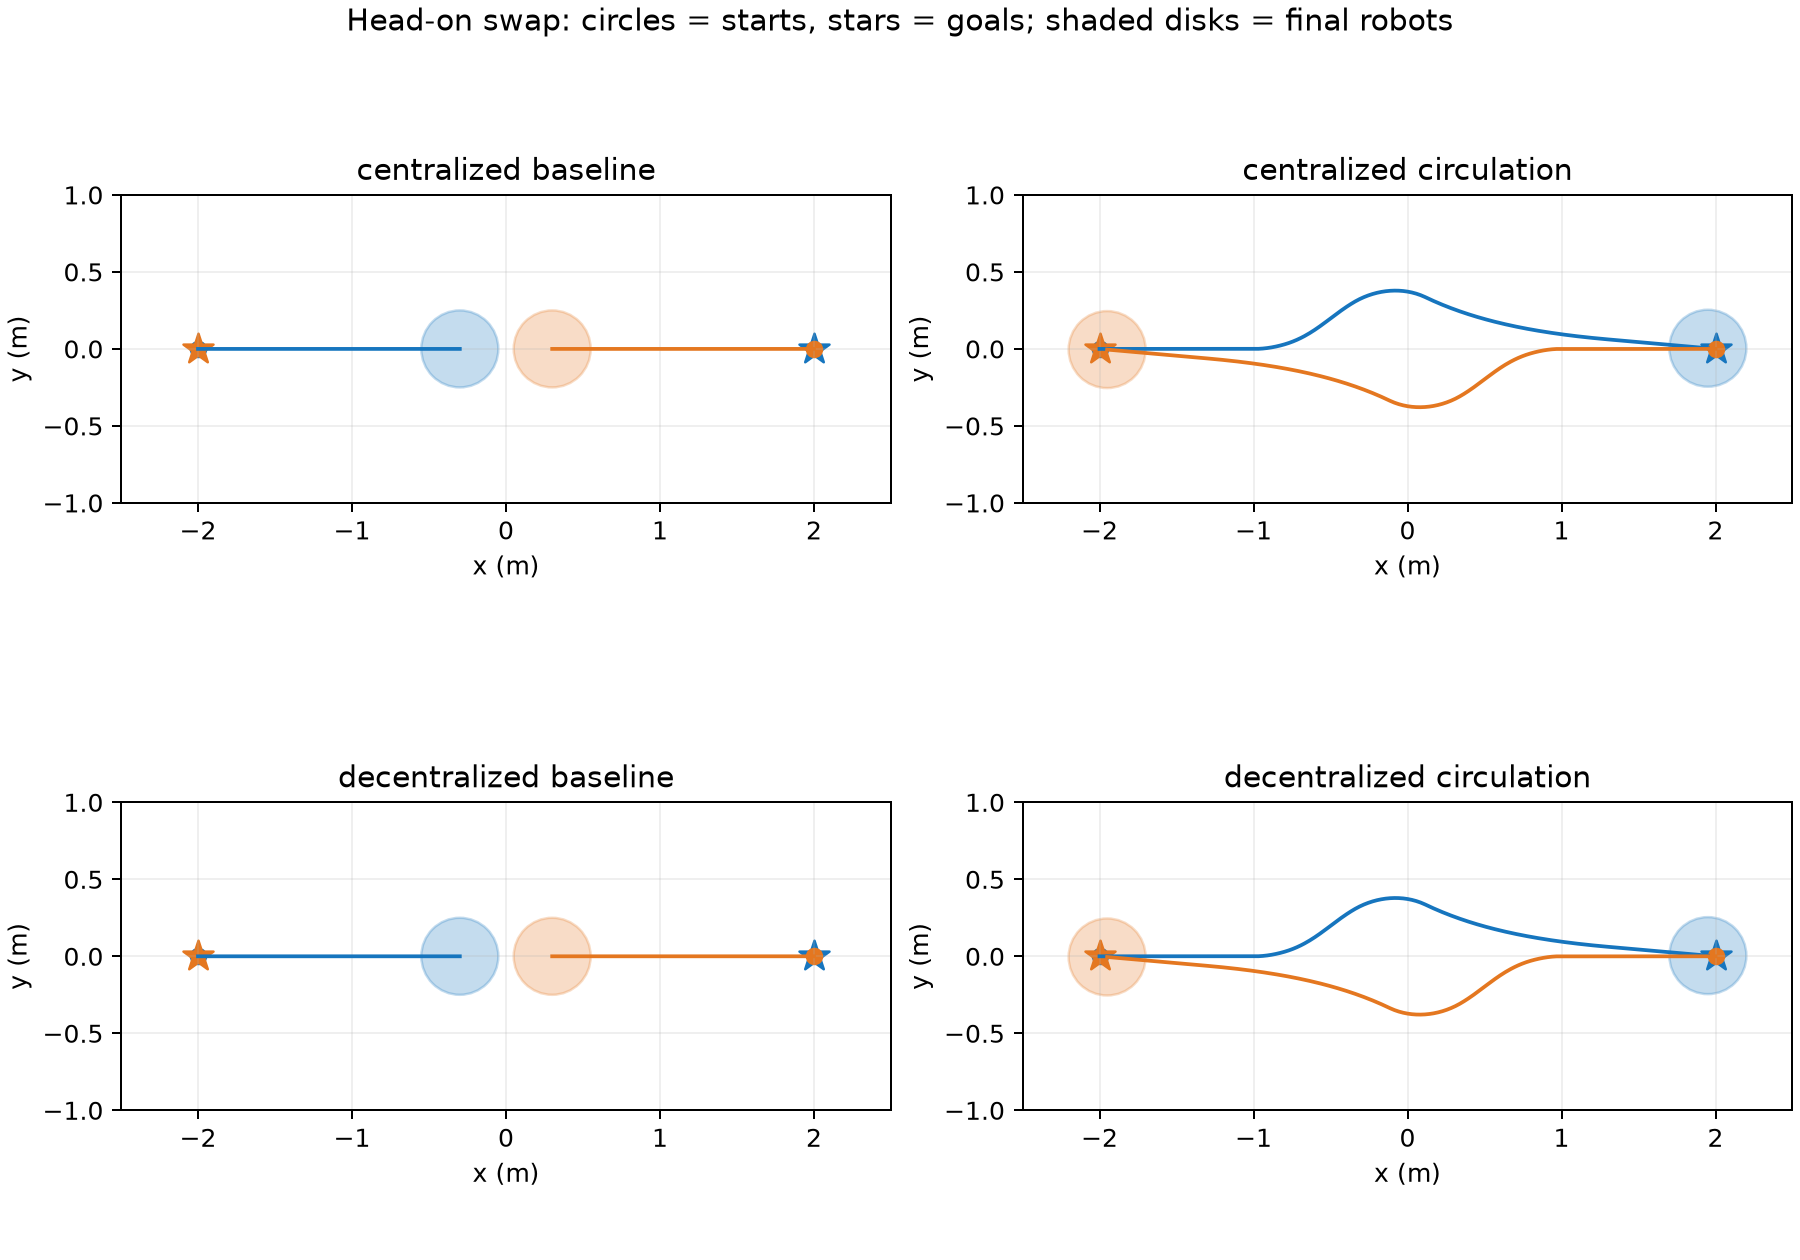 Head-on swap: circles = starts, stars = goals; shaded disks = final robots
centralized baseline
1.0
0.5
0.0
−0.5
−1.0
y (m)
−2 −1 0 1 2
x (m)
centralized circulation
1.0
0.5
0.0
−0.5
−1.0
y (m)
−2 −1 0 1 2
x (m)
decentralized baseline
1.0
0.5
0.0
−0.5
−1.0
y (m)
−2 −1 0 1 2
x (m)
decentralized circulation
1.0
0.5
0.0
−0.5
−1.0
y (m)
−2 −1 0 1 2
x (m)